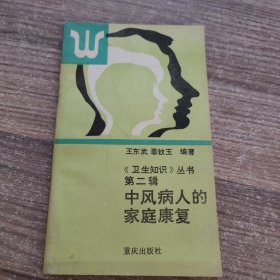 王东武 辜钦玉 编著
《卫生知识》丛书
第二辑
中风病人的
家庭康复
重庆出版社